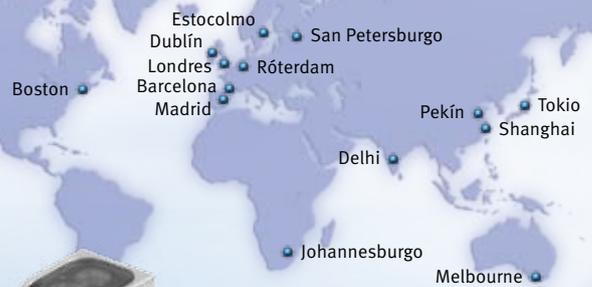 Estocolmo
San Petersburgo
Dublín
Londres
Róterdam
Boston
Barcelona
Madrid
Pekín
Tokio
Shanghai
Delhi
Johannesburgo
Melbourne